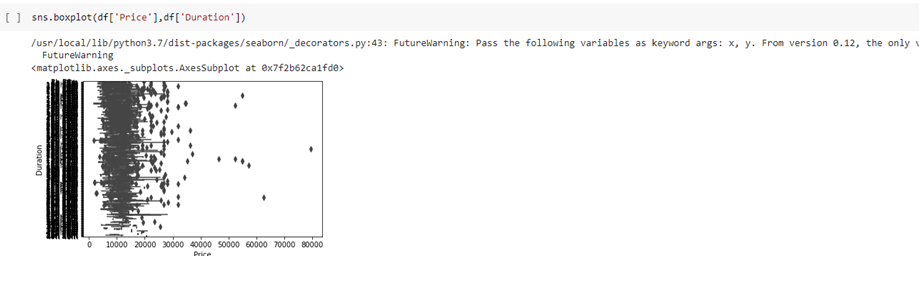 [ ] sns.boxplot(df['Price'],df['Duration'])
/usr/local/lib/python3.7/dist-packages/seaborn/_decorators.py:43: FutureWarning: Pass the following variables as keyword args: x, y. From version 0.12, the only
FutureWarning
<matplotlib.axes._subplots.AxesSubplot at 0x7f2b62ca1fd0>
Duration
0 10000 20000 30000 40000 50000 60000 70000 80000
Price